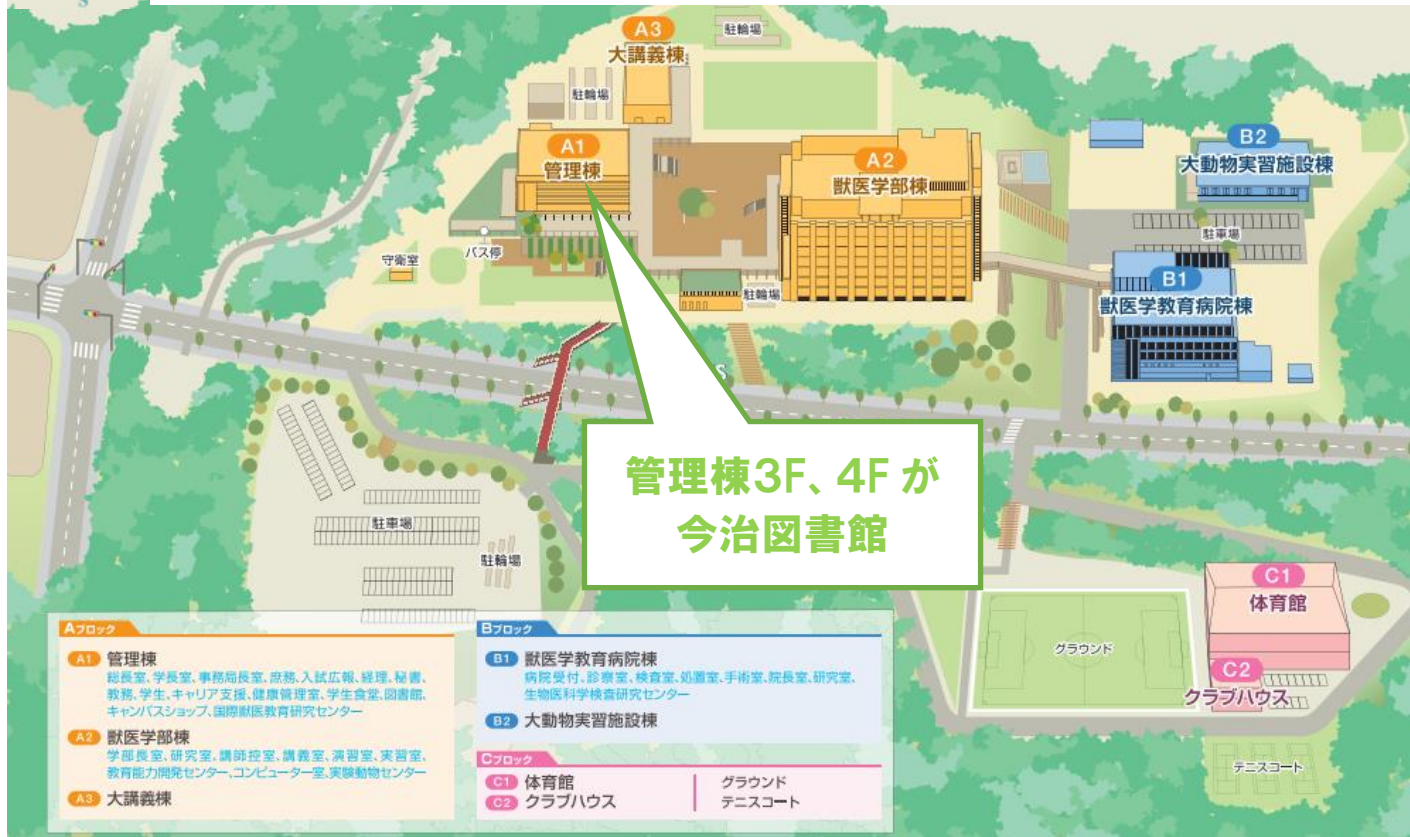 S
A3
大講義棟
駐輪場
駐輪場
A1
管理棟
A2
獣医学部棟
B2
大動物実習施設棟
駐車場
バス停
守衛室
駐輪場
B1
獣医学教育病院棟
S
管理棟3F、4Fが
今治図書館
駐車場
駐輪場
C1
体育館
グラウンド
C2
クラブハウス
テニスコート
Aブロック
A1 管理棟
総長室、学長室、事務局長室、庶務、入試広報、経理、秘書、
教務、学生、キャリア支援、健康管理室、学生食堂、図書館、
キャンパスショップ、国際獣医教育研究センター
A2 獣医学部棟
学部長室、研究室、講師控室、講義室、演習室、実習室、
教育能力開発センター、コンピューター室、実験動物センター
A3 大講義棟
Bブロック
B1 獣医学教育病院棟
病院受付、診察室、検査室、処置室、手術室、院長室、研究室、
生物医科学検査研究センター
B2 大動物実習施設棟
Cブロック
C1 体育館
C2 クラブハウス
グラウンド
テニスコート